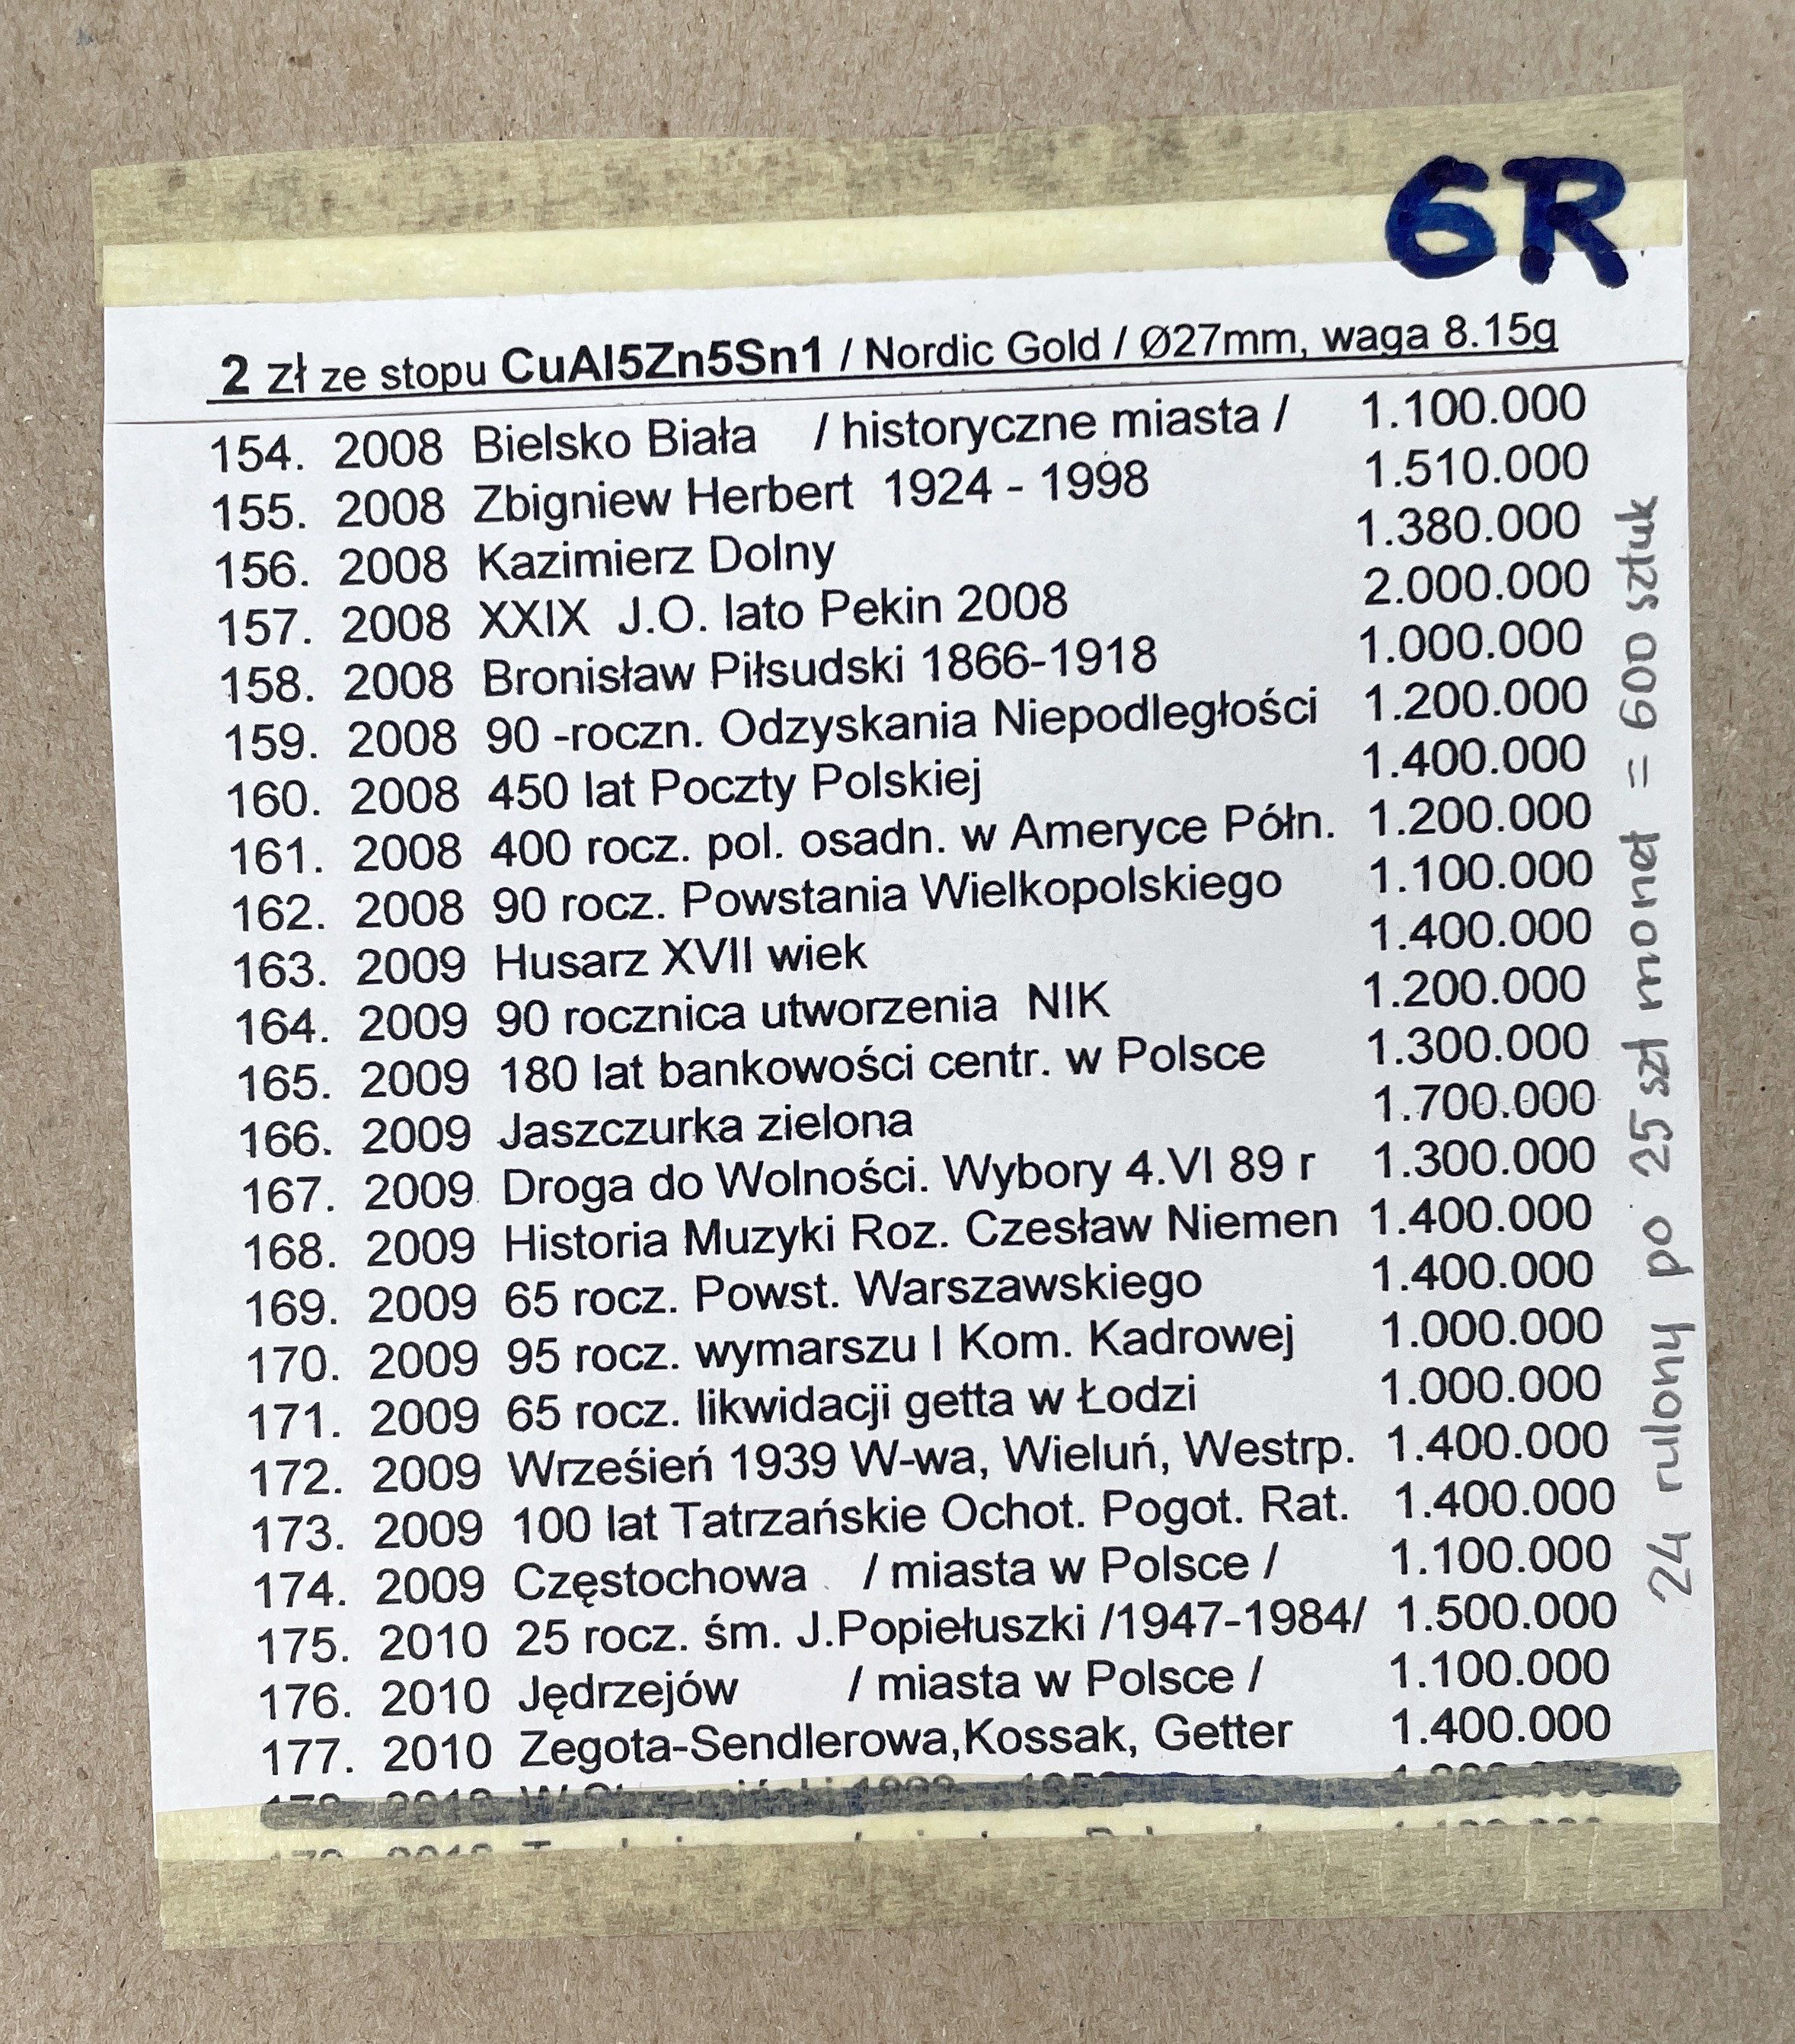 6R
2 zł ze stopu CuAl5Zn5Sn1 / Nordic Gold / Ø27mm, waga 8.15g
154. 2008 Bielsko Biała / historyczne miasta / 1.100.000
155. 2008 Zbigniew Herbert 1924 - 1998 1.510.000
156. 2008 Kazimierz Dolny 1.380.000
157. 2008 XXIX J.O. lato Pekin 2008 2.000.000
158. 2008 Bronisław Piłsudski 1866-1918 1.000.000
159. 2008 90 -roczn. Odzyskania Niepodległości 1.200.000
160. 2008 450 lat Poczty Polskiej 1.400.000
161. 2008 400 rocz. pol. osadn. w Ameryce Półn. 1.200.000
162. 2008 90 rocz. Powstania Wielkopolskiego 1.100.000
163. 2009 Husarz XVII wiek 1.400.000
164. 2009 90 rocznica utworzenia NIK 1.200.000
165. 2009 180 lat bankowości centr. w Polsce 1.300.000
166. 2009 Jaszczurka zielona 1.700.000
167. 2009 Droga do Wolności. Wybory 4.VI 89 r 1.300.000
168. 2009 Historia Muzyki Roz. Czesław Niemen 1.400.000
169. 2009 65 rocz. Powst. Warszawskiego 1.400.000
170. 2009 95 rocz. wymarszu I Kom. Kadrowej 1.000.000
171. 2009 65 rocz. likwidacji getta w Łodzi 1.000.000
172. 2009 Wrześień 1939 W-wa, Wieluń, Westrp. 1.400.000
173. 2009 100 lat Tatrzańskie Ochot. Pogot. Rat. 1.400.000
174. 2009 Częstochowa / miasta w Polsce / 1.100.000
175. 2010 25 rocz. śm. J.Popiełuszki /1947-1984/ 1.500.000
176. 2010 Jędrzejów / miasta w Polsce / 1.100.000
177. 2010 Zegota-Sendlerowa,Kossak, Getter 1.400.000
24 rulony po 25 szt monet = 600 sztuk